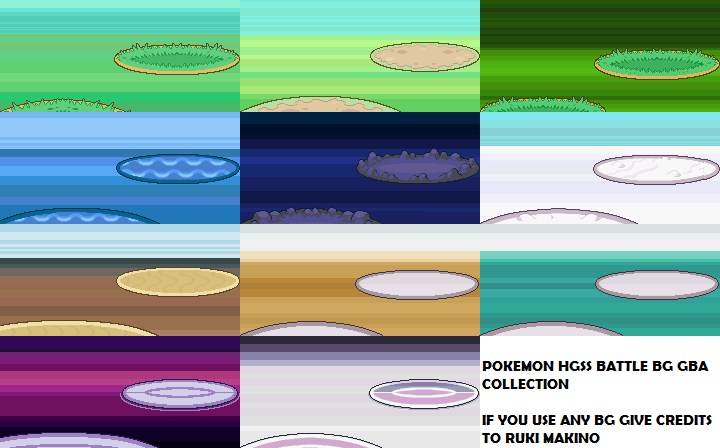 POKEMON HGSS BATTLE BG GBA
COLLECTION
IF YOU USE ANY BG GIVE CREDITS
TO RUKI MAKINO